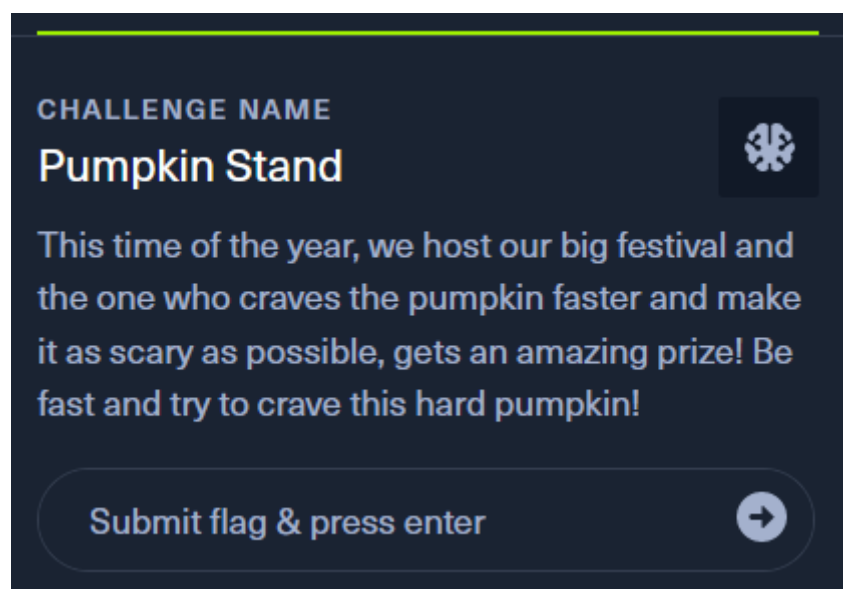 CHALLENGE NAME
Pumpkin Stand
This time of the year, we host our big festival and
the one who craves the pumpkin faster and make
it as scary as possible, gets an amazing prize! Be
fast and try to crave this hard pumpkin!
Submit flag & press enter